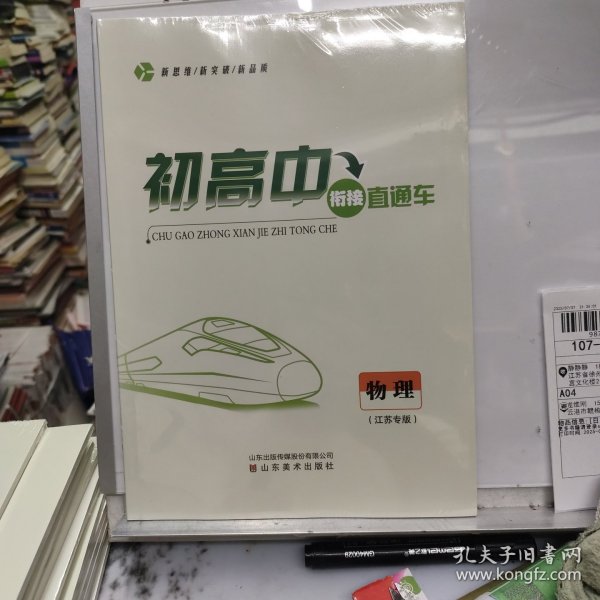 新思维/新突破/新品质
初高中衔接直通车
CHU GAO ZHONG XIAN JIE ZHI TONG CHE
物理
（江苏专版）
山东出版传媒股份有限公司
山东美术出版社
107-
A04
GM40029
孔夫子旧书网
www.kongfz.com